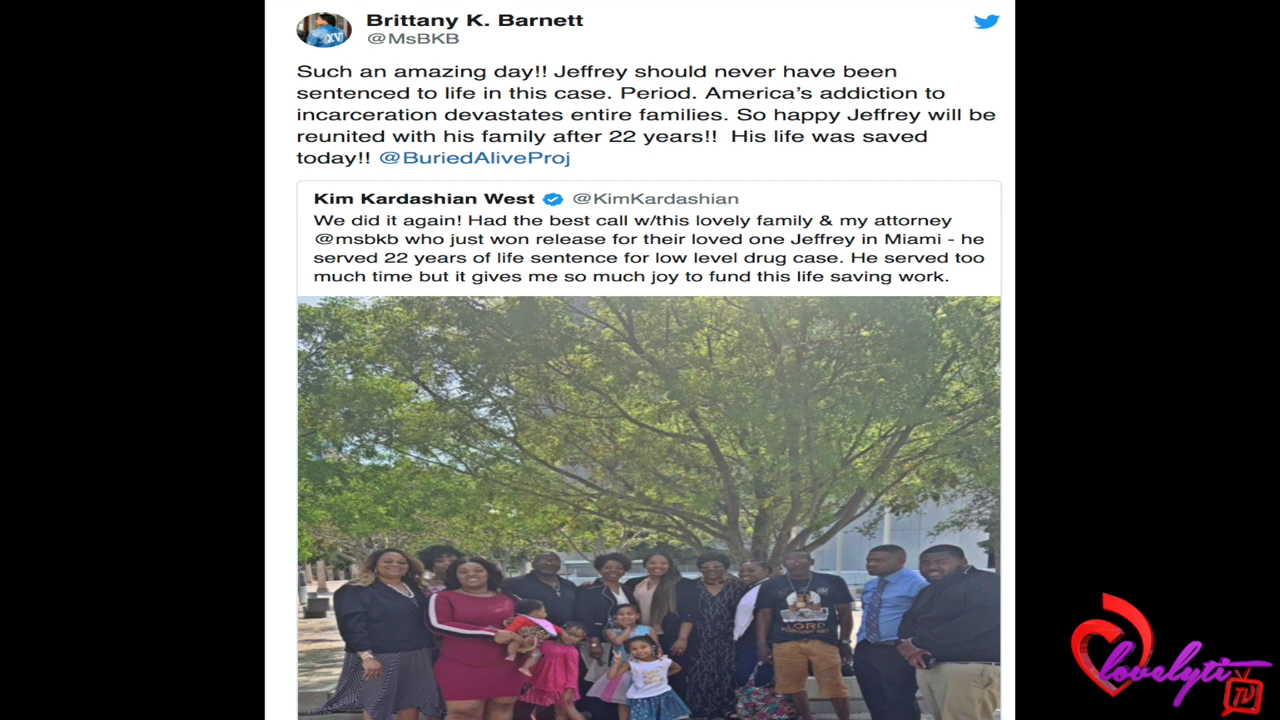 Brittany K. Barnett
@MsBKB
Such an amazing day!! Jeffrey should never have been
sentenced to life in this case. Period. America’s addiction to
incarceration devastates entire families. So happy Jeffrey will be
reunited with his family after 22 years!! His life was saved
today!! @BuriedAliveProj
Kim Kardashian West @KimKardashian
We did it again! Had the best call w/this lovely family & my attorney
@msbkb who just won release for their loved one Jeffrey in Miami - he
served 22 years of life sentence for low level drug case. He served too
much time but it gives me so much joy to fund this life saving work.
LORD
lovelyti
TV